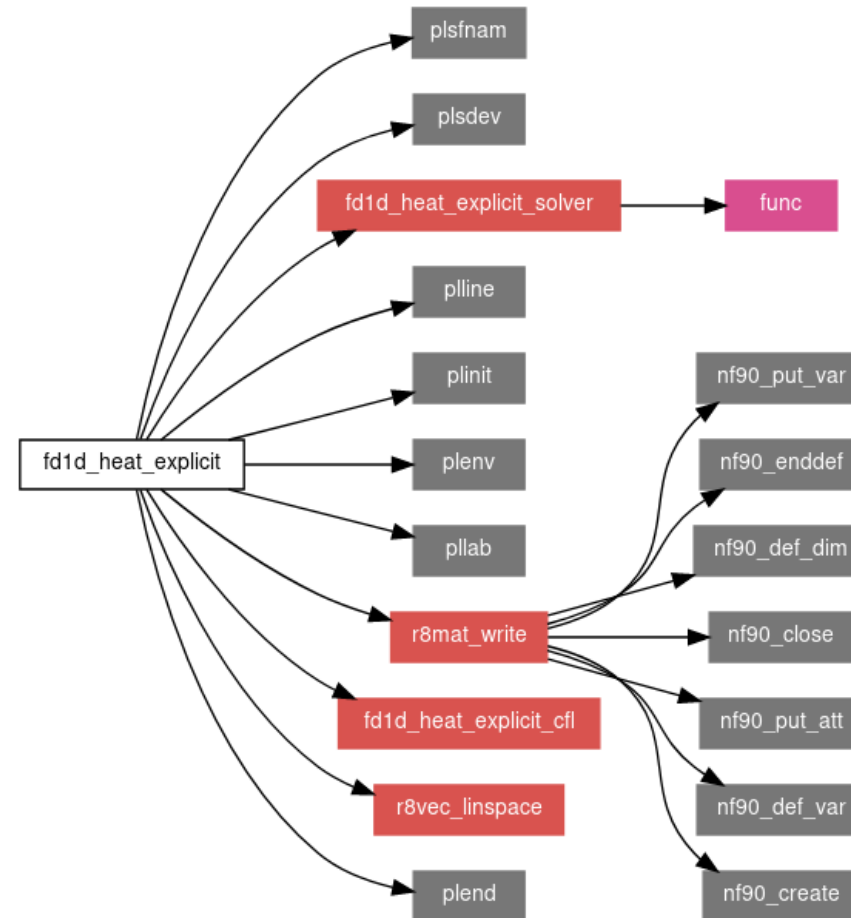 plsfnam
plsdev
fd1d_heat_explicit_solver
func
plline
plinit
nf90_put_var
fd1d_heat_explicit
plenv
nf90_enddef
pllab
nf90_def_dim
r8mat_write
nf90_close
fd1d_heat_explicit_cfl
nf90_put_att
r8vec_linspace
nf90_def_var
plend
nf90_create